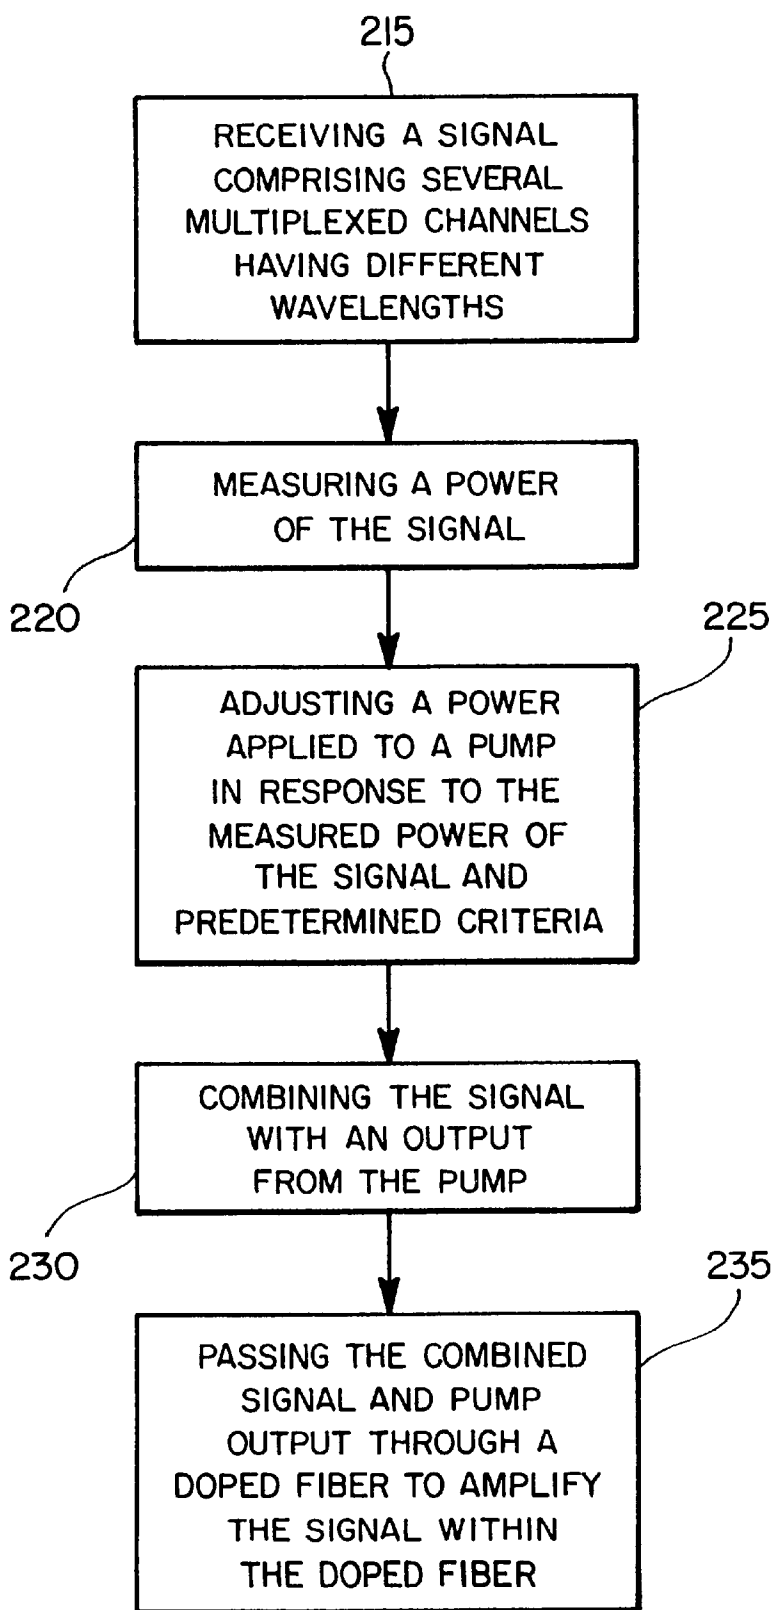 215
RECEIVING A SIGNAL
COMPRISING SEVERAL
MULTIPLEXED CHANNELS
HAVING DIFFERENT
WAVELENGTHS
MEASURING A POWER
OF THE SIGNAL
220
225
ADJUSTING A POWER
APPLIED TO A PUMP
IN RESPONSE TO THE
MEASURED POWER OF
THE SIGNAL AND
PREDETERMINED CRITERIA
COMBINING THE SIGNAL
WITH AN OUTPUT
FROM THE PUMP
230
235
PASSING THE COMBINED
SIGNAL AND PUMP
OUTPUT THROUGH A
DOPED FIBER TO AMPLIFY
THE SIGNAL WITHIN
THE DOPED FIBER